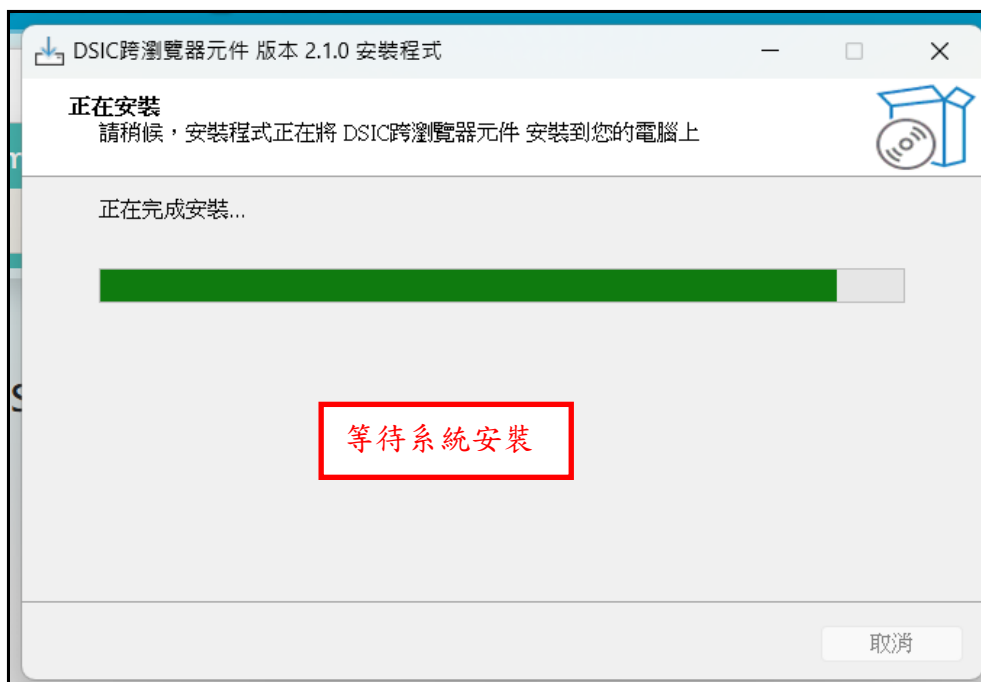 DSIC跨瀏覽器元件 版本 2.1.0 安裝程式
正在安裝
請稍候，安裝程式正在將 DSIC跨瀏覽器元件 安裝到您的電腦上
正在完成安裝...
等待系統安裝
取消